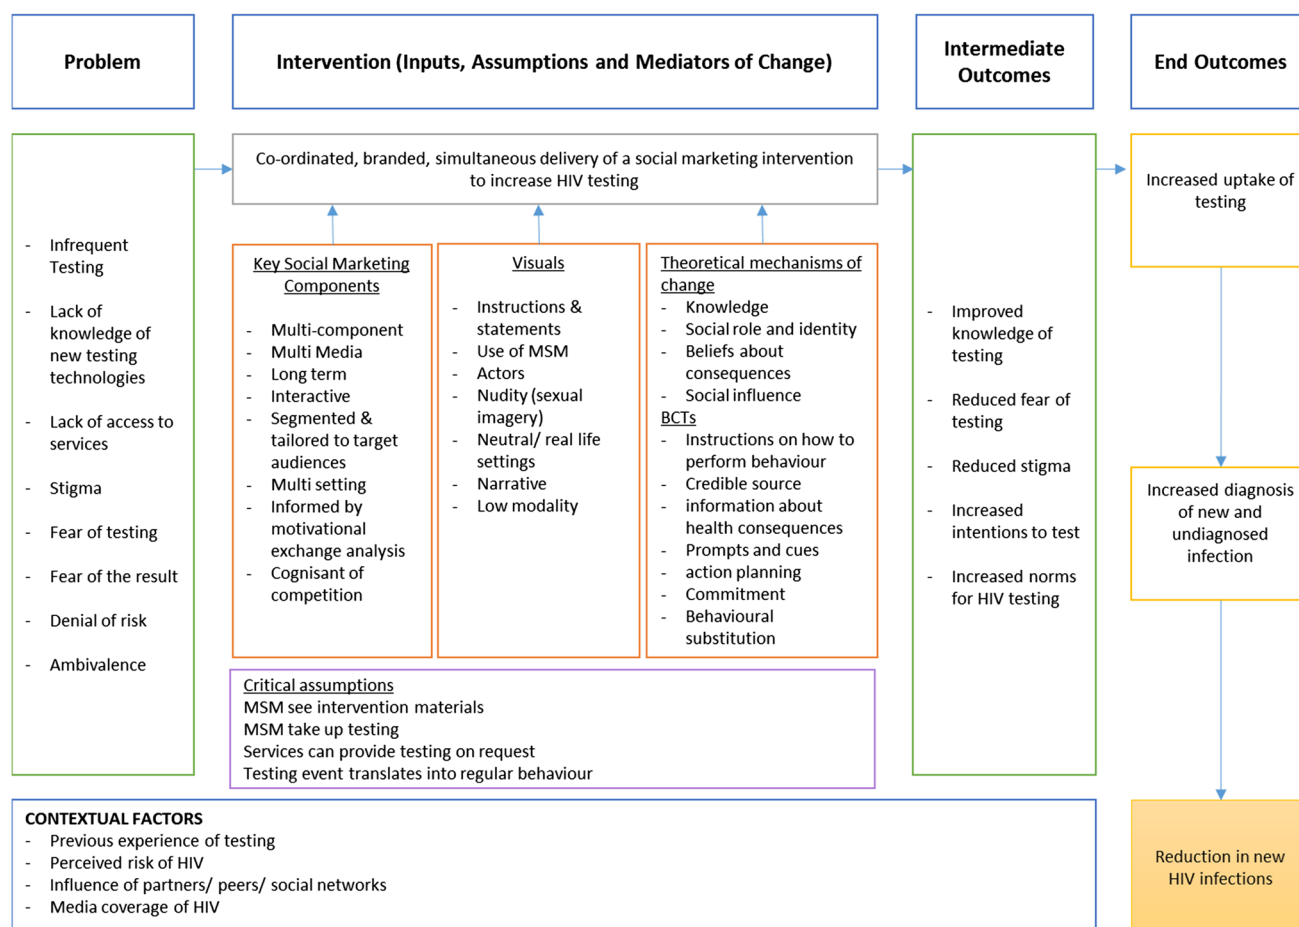 Problem
Intervention (Inputs, Assumptions and Mediators of Change)
Intermediate
Outcomes
End Outcomes
- Infrequent
Testing
- Lack of
knowledge of
new testing
technologies
- Lack of access to
services
- Stigma
- Fear of testing
- Fear of the result
- Denial of risk
- Ambivalence
Co-ordinated, branded, simultaneous delivery of a social marketing intervention
to increase HIV testing
Key Social Marketing
Components
- Multi-component
- Multi Media
- Long term
- Interactive
- Segmented &
tailored to target
audiences
- Multi setting
- Informed by
motivational
exchange analysis
- Cognisant of
competition
Visuals
- Instructions &
statements
- Use of MSM
- Actors
- Nudity (sexual
imagery)
- Neutral/ real life
settings
- Narrative
- Low modality
Theoretical mechanisms of
change
- Knowledge
- Social role and identity
- Beliefs about
consequences
- Social influence
BCTs
- Instructions on how to
perform behaviour
- Credible source
- information about
health consequences
- Prompts and cues
- action planning
- Commitment
- Behavioural
substitution
Critical assumptions
MSM see intervention materials
MSM take up testing
Services can provide testing on request
Testing event translates into regular behaviour
- Improved
knowledge of
testing
- Reduced fear of
testing
- Reduced stigma
- Increased
intentions to test
- Increased norms
for HIV testing
Increased uptake of
testing
Increased diagnosis
of new and
undiagnosed
infection
Reduction in new
HIV infections
CONTEXTUAL FACTORS
- Previous experience of testing
- Perceived risk of HIV
- Influence of partners/ peers/ social networks
- Media coverage of HIV